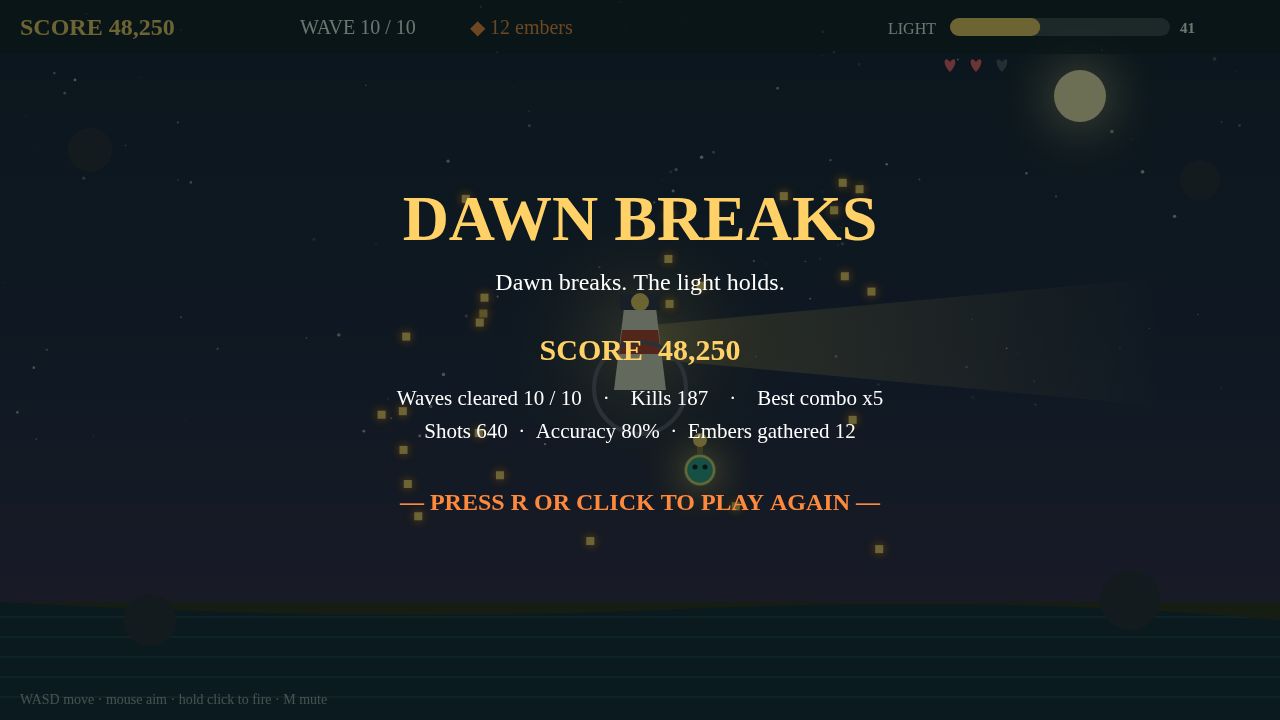 SCORE 48,250 WAVE 10 / 10 ◆ 12 embers LIGHT 41
DAWN BREAKS
Dawn breaks. The light holds.
SCORE 48,250
Waves cleared 10 / 10 · Kills 187 · Best combo x5
Shots 640 · Accuracy 80% · Embers gathered 12
— PRESS R OR CLICK TO PLAY AGAIN —
WASD move · mouse aim · hold click to fire · M mute